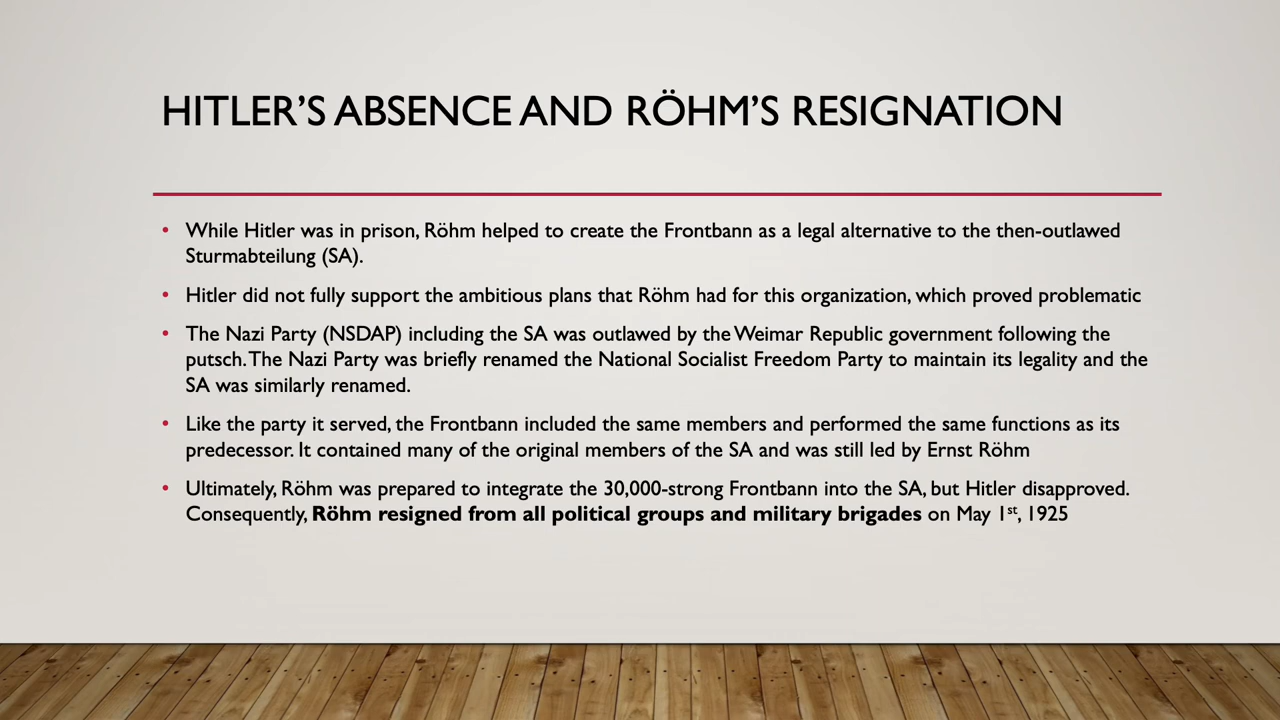 HITLER’S ABSENCE AND RÖHM’S RESIGNATION
• While Hitler was in prison, Röhm helped to create the Frontbann as a legal alternative to the then-outlawed
Sturmabteilung (SA).
• Hitler did not fully support the ambitious plans that Röhm had for this organization, which proved problematic
• The Nazi Party (NSDAP) including the SA was outlawed by the Weimar Republic government following the
putsch. The Nazi Party was briefly renamed the National Socialist Freedom Party to maintain its legality and the
SA was similarly renamed.
• Like the party it served, the Frontbann included the same members and performed the same functions as its
predecessor. It contained many of the original members of the SA and was still led by Ernst Röhm
• Ultimately, Röhm was prepared to integrate the 30,000-strong Frontbann into the SA, but Hitler disapproved.
Consequently, Röhm resigned from all political groups and military brigades on May 1st, 1925